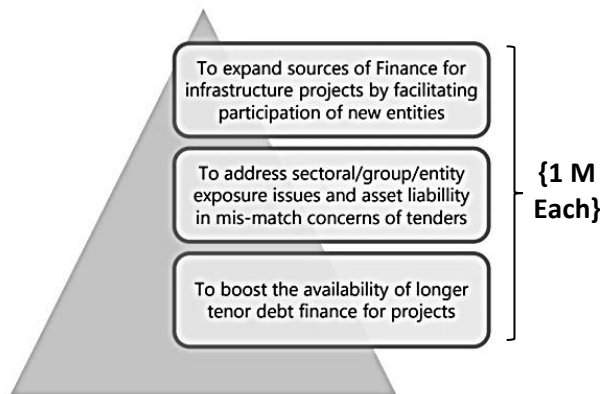 To expand sources of Finance for
infrastructure projects by facilitating
participation of new entities
To address sectoral/group/entity
exposure issues and asset liabillity
in mis-match concerns of tenders
To boost the availability of longer
tenor debt finance for projects
{1 M
Each}